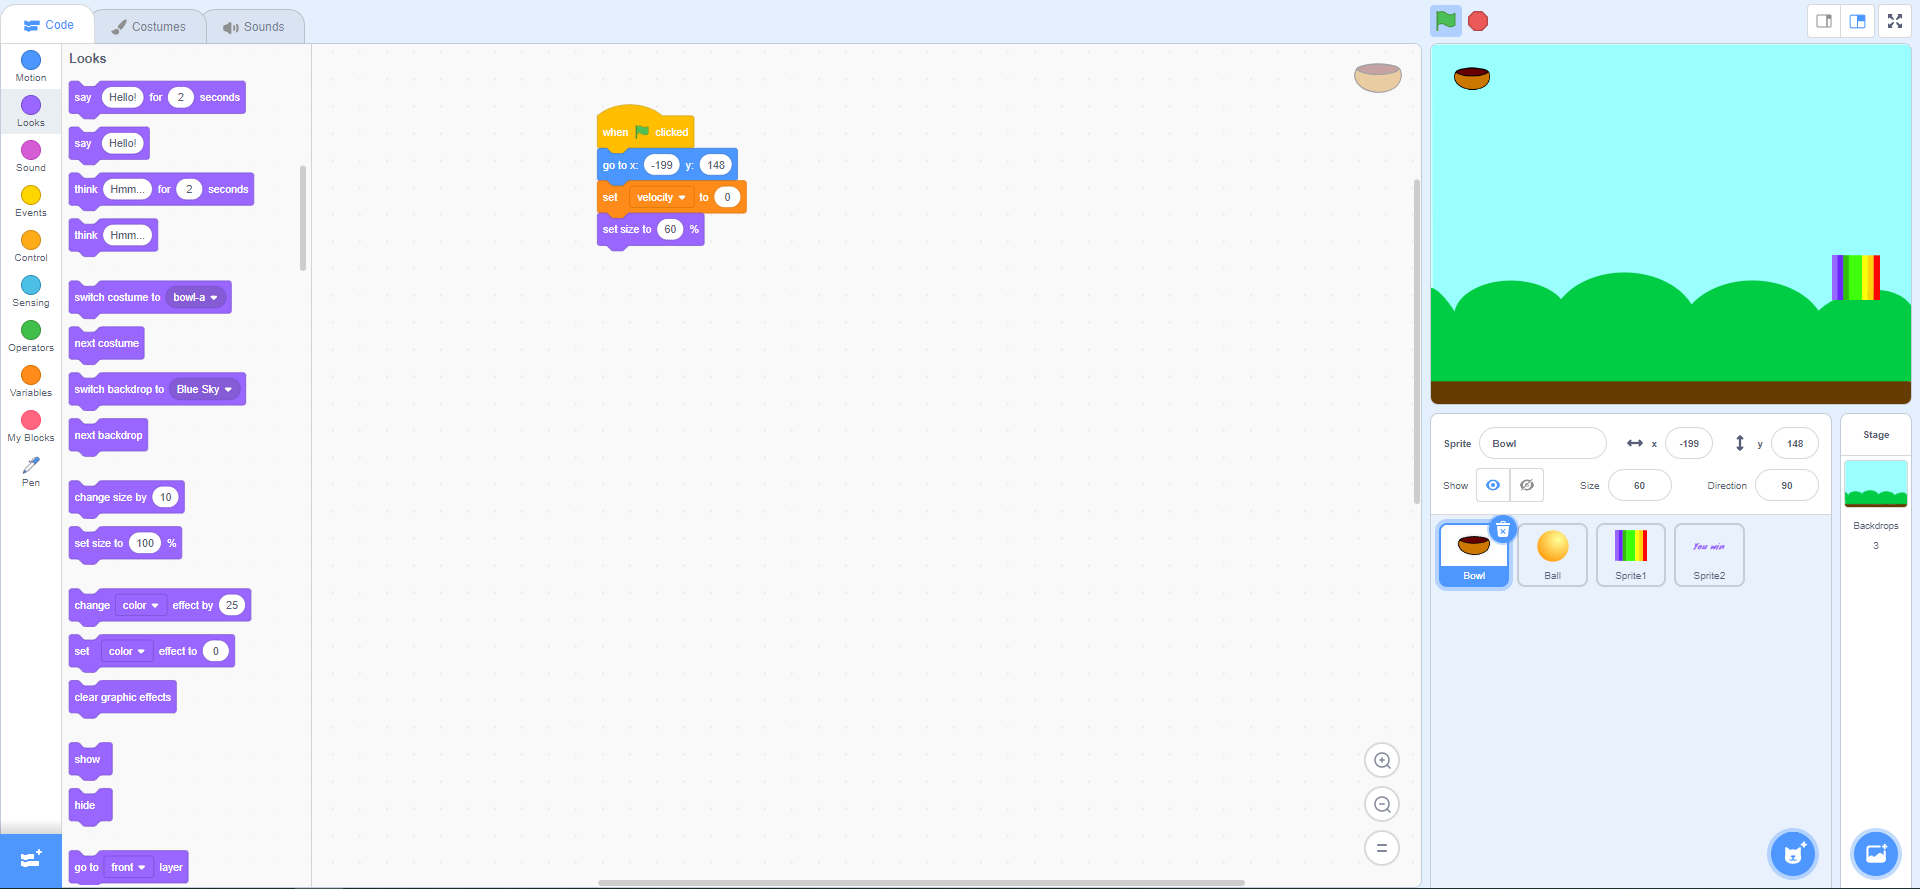 Code
Costumes
Sounds
Motion
Looks
Sound
Events
Control
Sensing
Operators
Variables
My Blocks
Pen
Looks
say Hello! for 2 seconds
say Hello!
think Hmm... for 2 seconds
think Hmm...
switch costume to bowl-a
next costume
switch backdrop to Blue Sky
next backdrop
change size by 10
set size to 100 %
change color effect by 25
set color effect to 0
clear graphic effects
show
hide
go to front layer
when clicked
go to x: -199 y: 148
set velocity to 0
set size to 60 %
Sprite Bowl x -199 y 148
Show Size 60 Direction 90
Bowl
Ball
Sprite1
You win
Sprite2
Stage
Backdrops
3